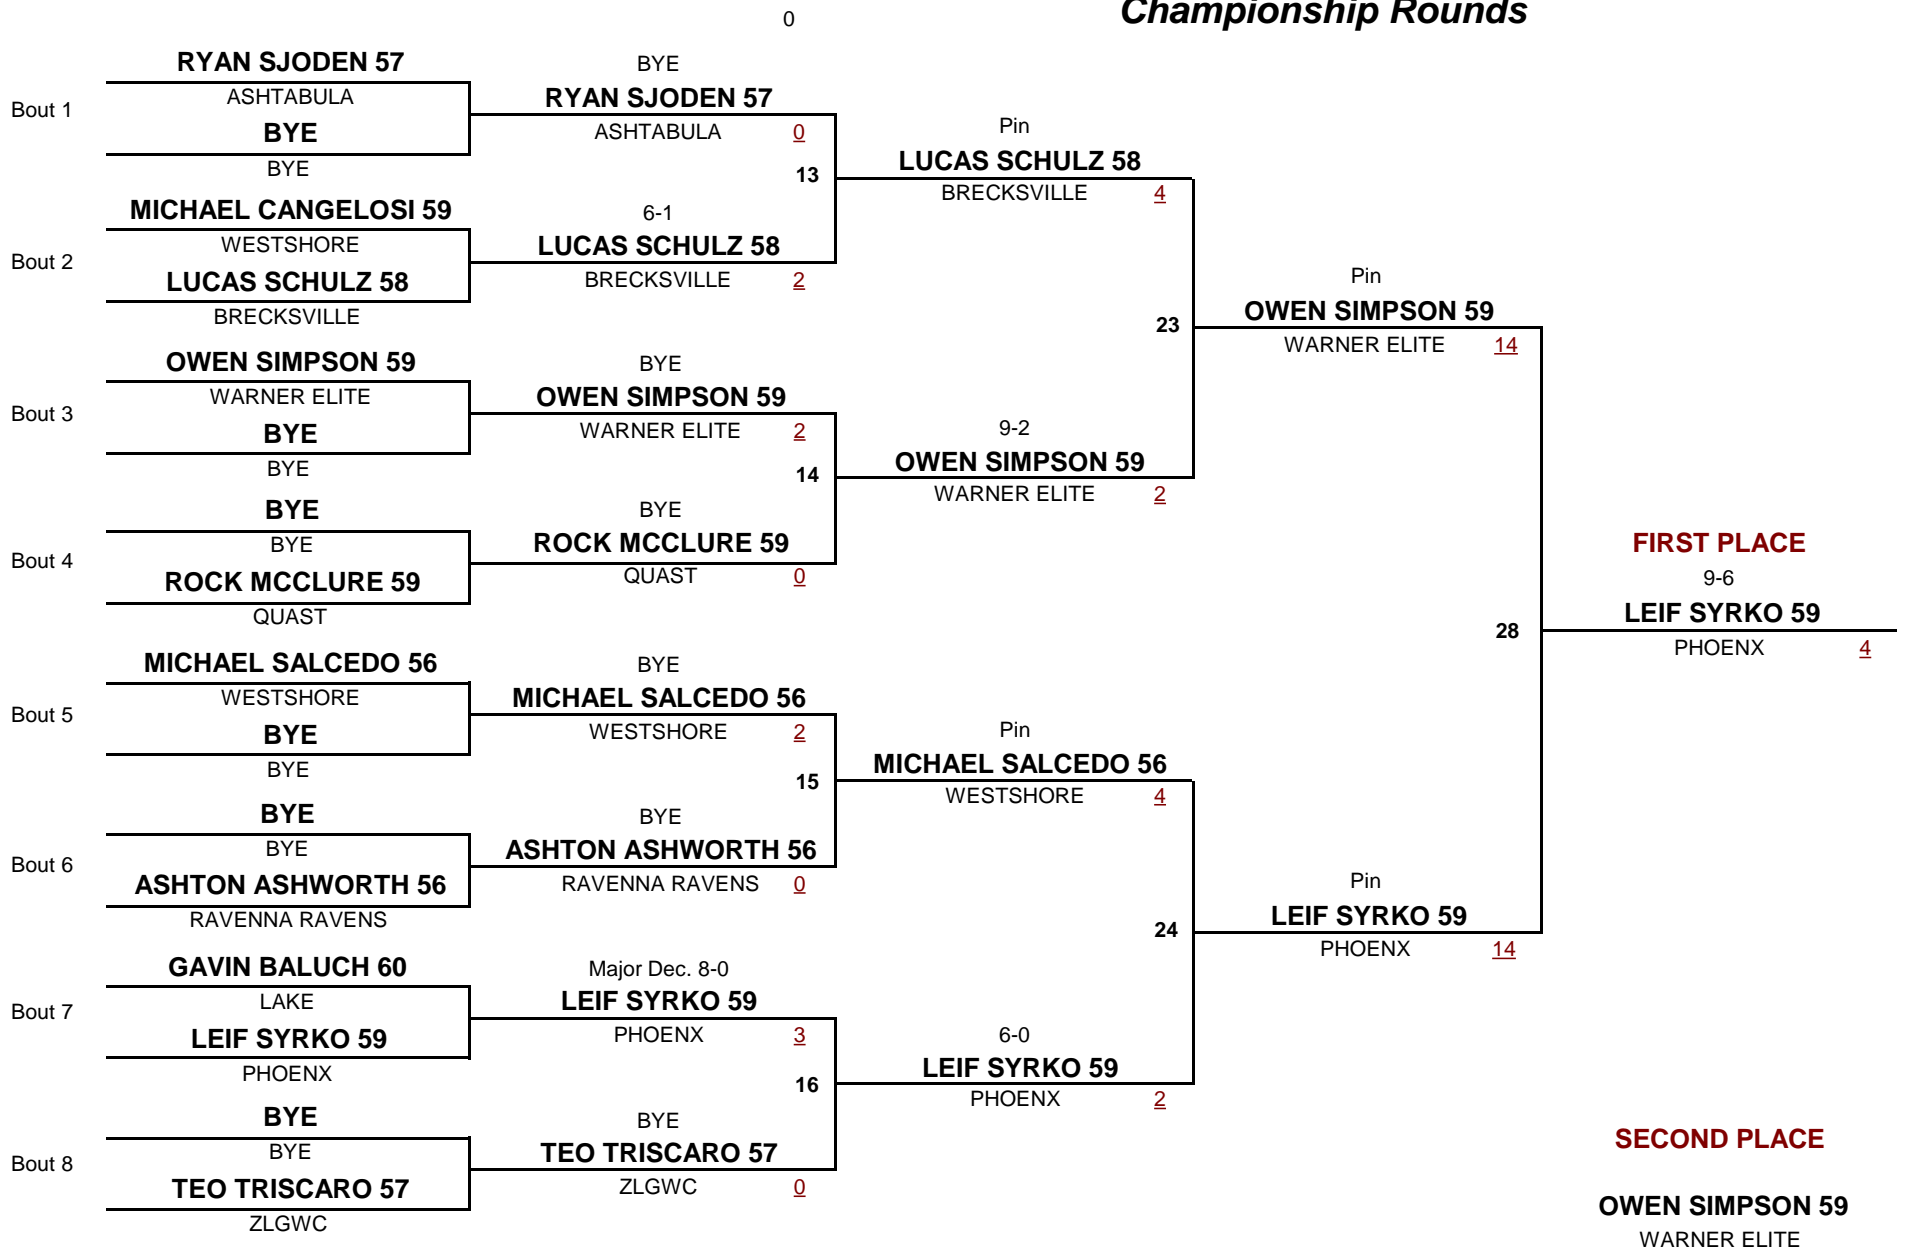 Championship Rounds
0
RYAN SJODEN 57
ASHTABULA
Bout 1
BYE
BYE
MICHAEL CANGELOSI 59
WESTSHORE
Bout 2
LUCAS SCHULZ 58
BRECKSVILLE
OWEN SIMPSON 59
WARNER ELITE
Bout 3
BYE
BYE
BYE
BYE
Bout 4
ROCK MCCLURE 59
QUAST
MICHAEL SALCEDO 56
WESTSHORE
Bout 5
BYE
BYE
BYE
BYE
Bout 6
ASHTON ASHWORTH 56
RAVENNA RAVENS
GAVIN BALUCH 60
LAKE
Bout 7
LEIF SYRKO 59
PHOENX
BYE
BYE
Bout 8
TEO TRISCARO 57
ZLGWC
BYE
RYAN SJODEN 57
ASHTABULA 0
13
6-1
LUCAS SCHULZ 58
BRECKSVILLE 2
BYE
OWEN SIMPSON 59
WARNER ELITE 2
14
BYE
ROCK MCCLURE 59
QUAST 0
BYE
MICHAEL SALCEDO 56
WESTSHORE 2
15
BYE
ASHTON ASHWORTH 56
RAVENNA RAVENS 0
Major Dec. 8-0
LEIF SYRKO 59
PHOENX 3
16
BYE
TEO TRISCARO 57
ZLGWC 0
Pin
LUCAS SCHULZ 58
BRECKSVILLE 4
23
9-2
OWEN SIMPSON 59
WARNER ELITE 2
Pin
MICHAEL SALCEDO 56
WESTSHORE 4
24
6-0
LEIF SYRKO 59
PHOENX 2
Pin
OWEN SIMPSON 59
WARNER ELITE 14
28
Pin
LEIF SYRKO 59
PHOENX 14
FIRST PLACE
9-6
LEIF SYRKO 59
PHOENX 4
SECOND PLACE
OWEN SIMPSON 59
WARNER ELITE